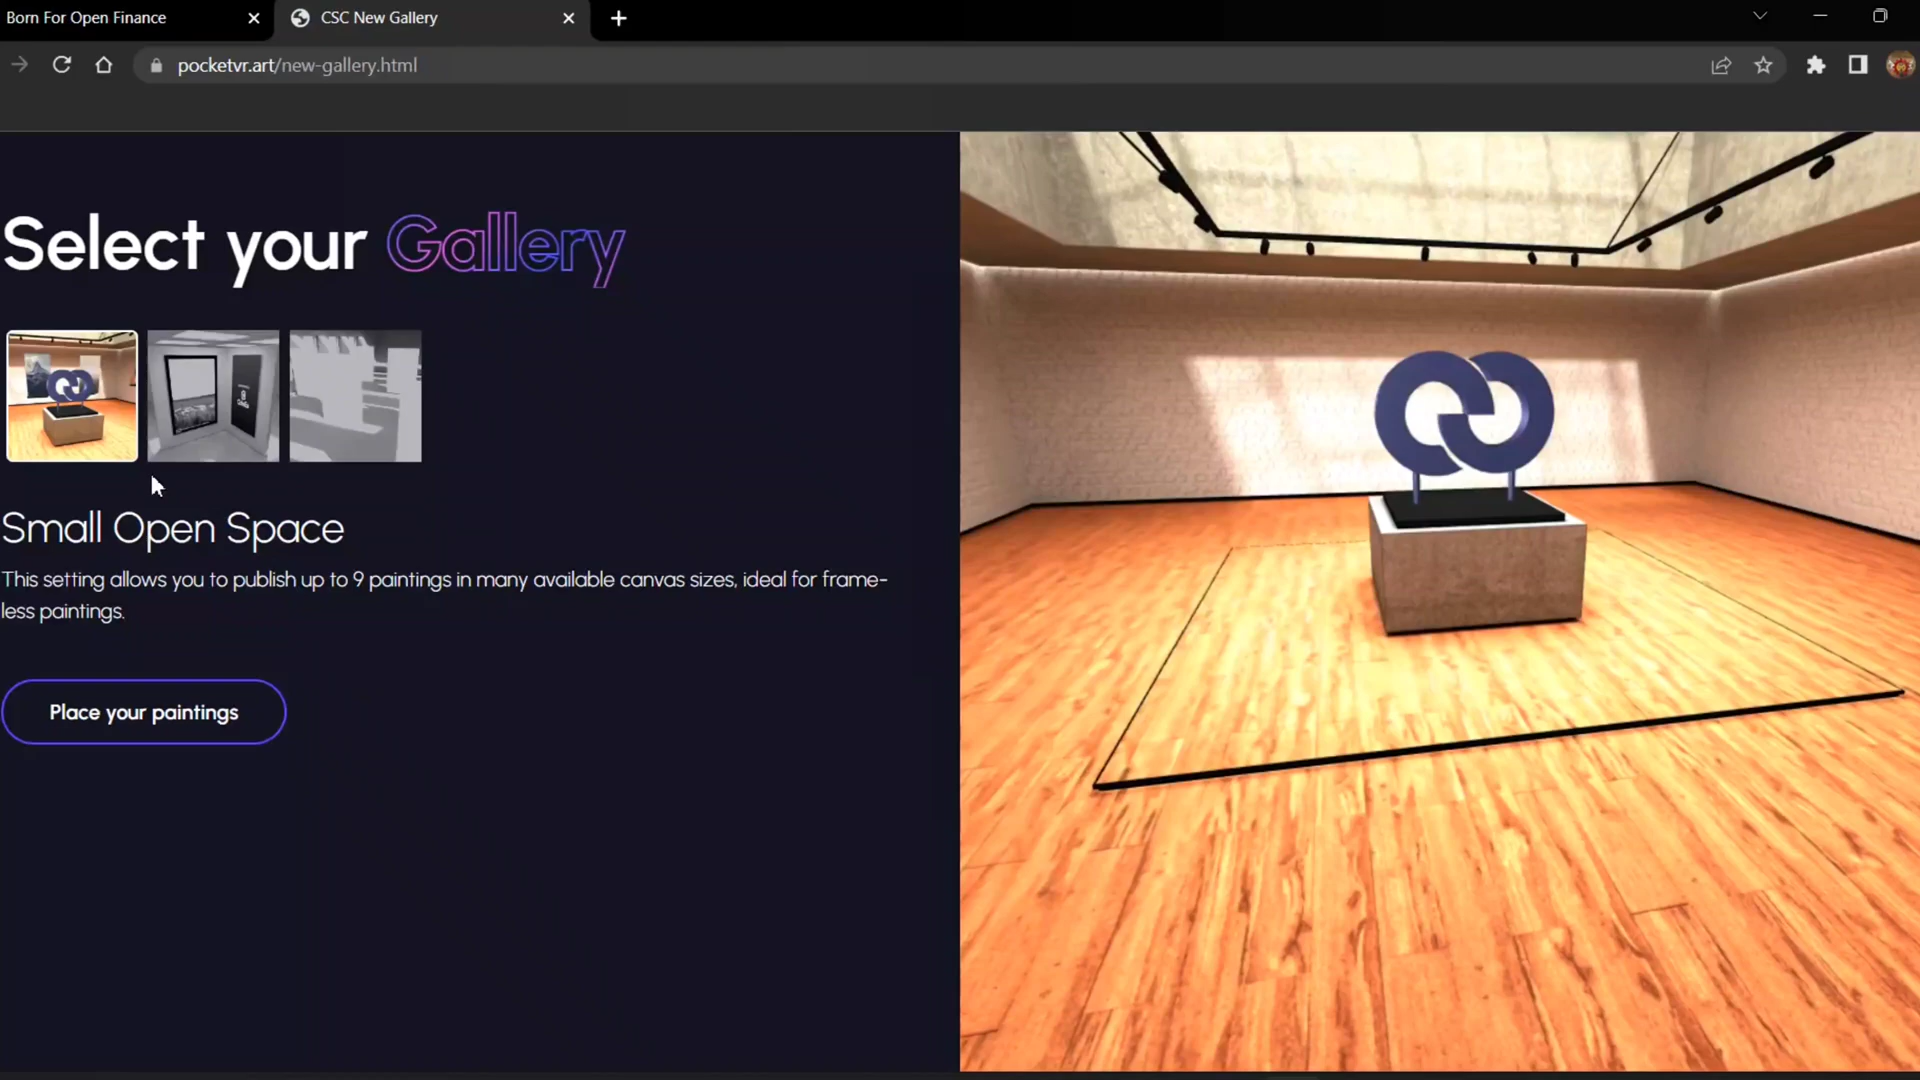 Born For Open Finance
CSC New Gallery
pocketvr.art/new-gallery.html
Select your Gallery
Small Open Space
This setting allows you to publish up to 9 paintings in many available canvas sizes, ideal for frame-
less paintings.
Place your paintings